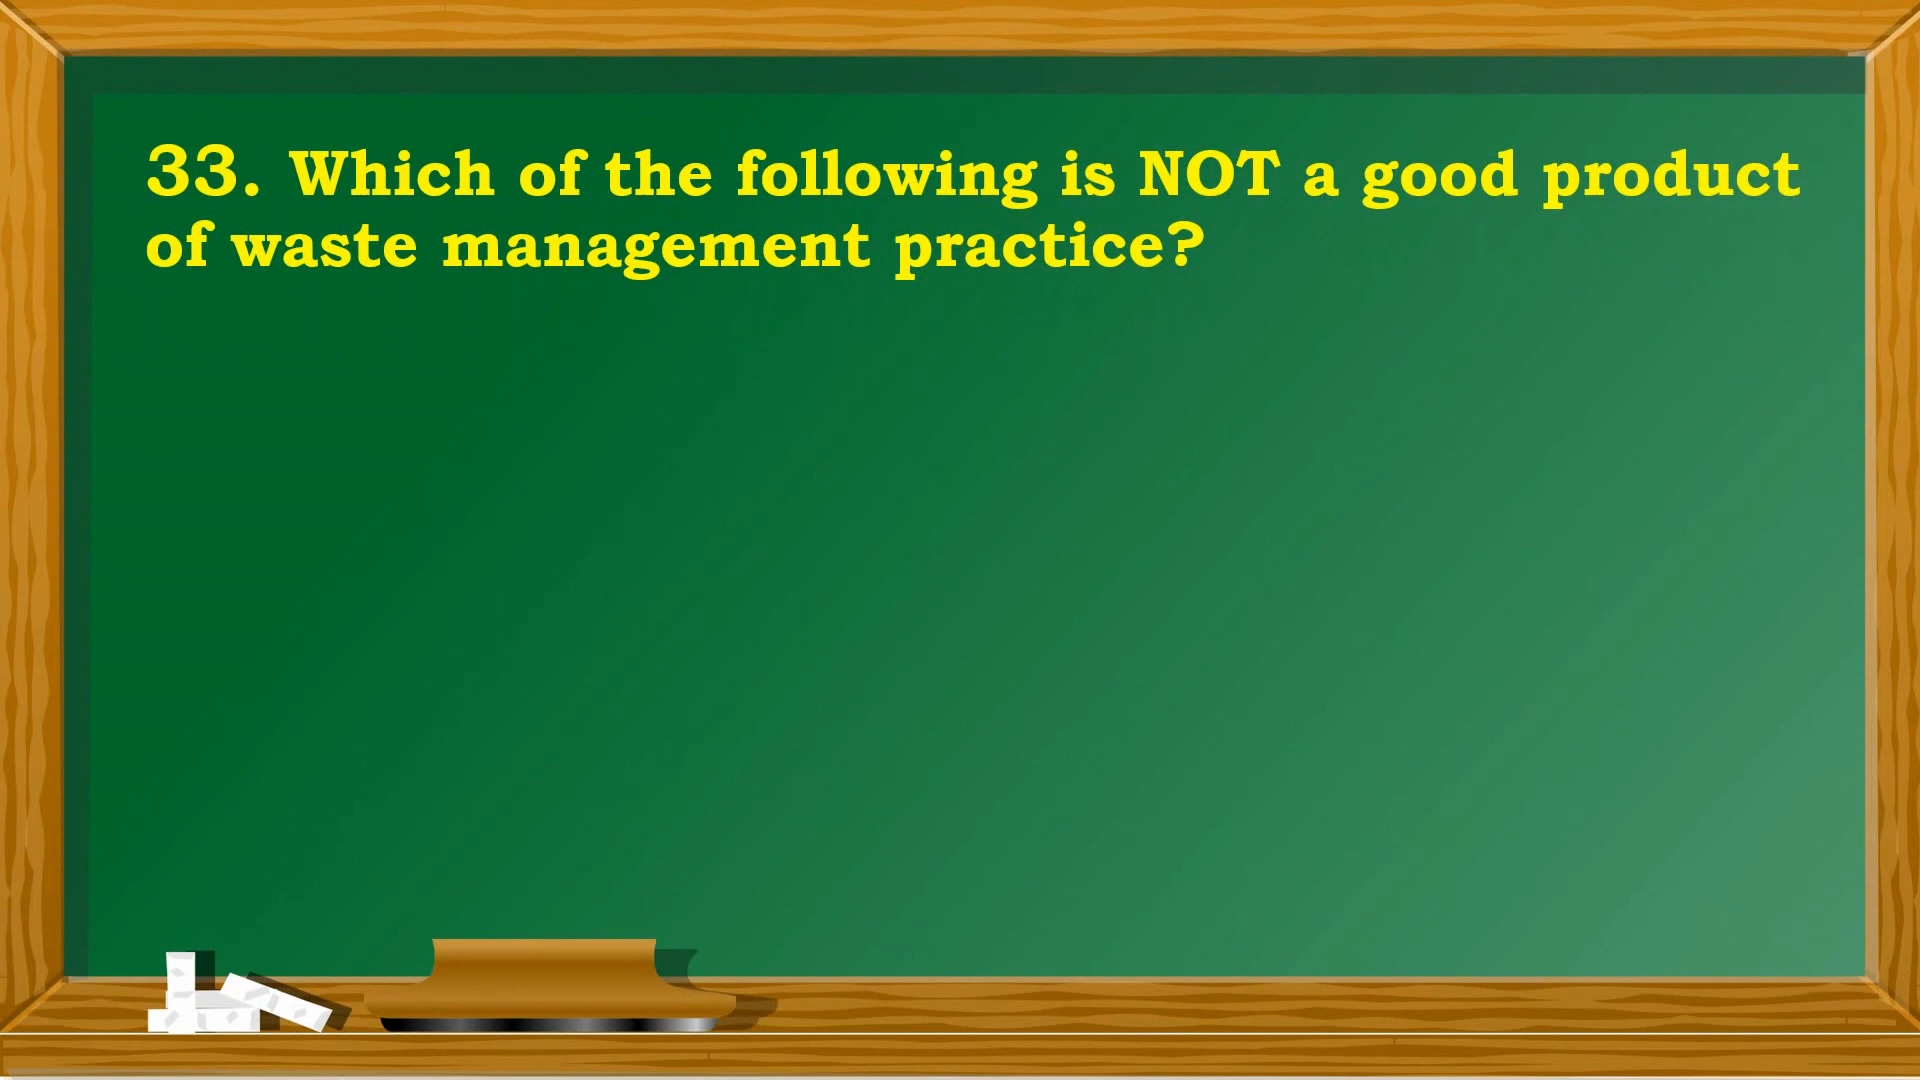 33. Which of the following is NOT a good product
of waste management practice?